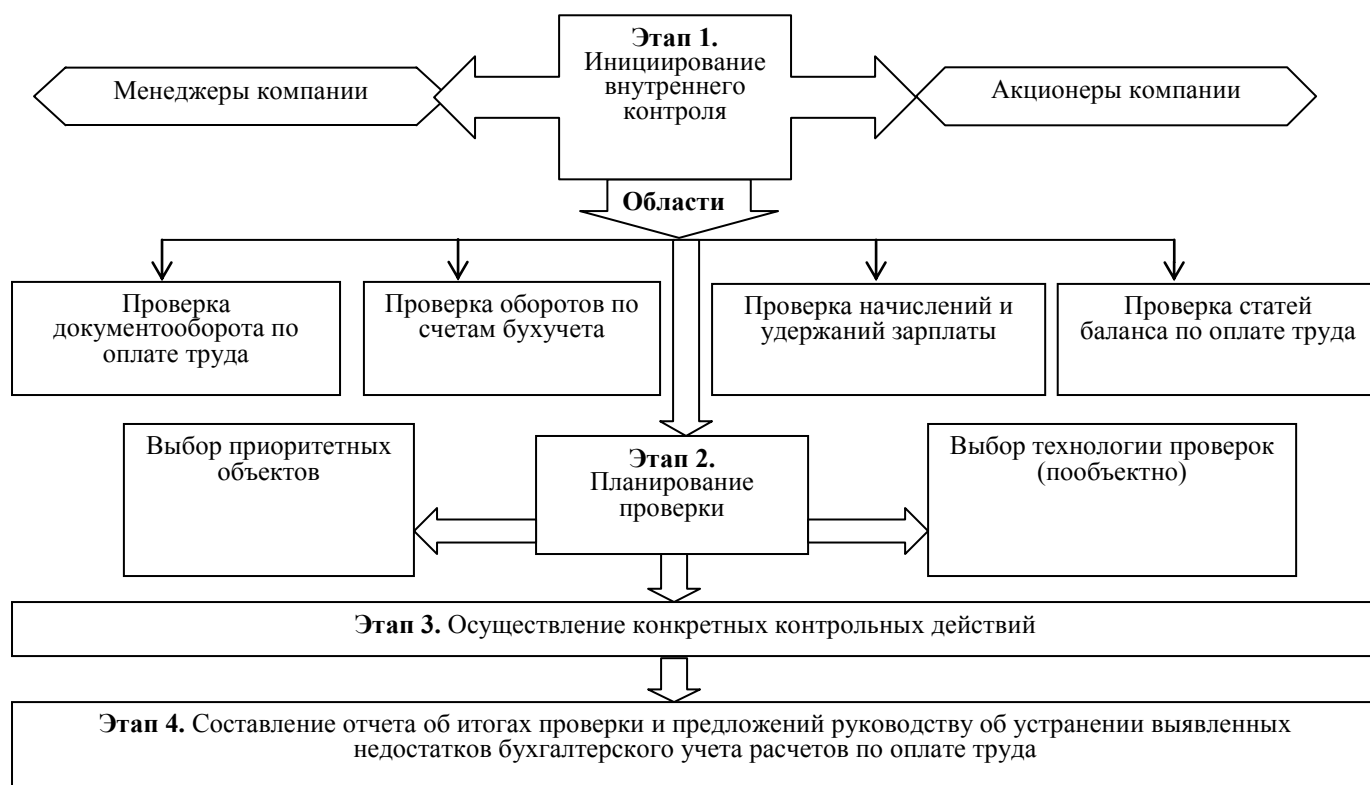 Этап 1.
Инициирование
внутреннего
контроля
Менеджеры компании
Акционеры компании
Области
Проверка
документооборота по
оплате труда
Проверка оборотов по
счетам бухучета
Проверка начислений и
удержаний зарплаты
Проверка статей
баланса по оплате труда
Выбор приоритетных
объектов
Этап 2.
Планирование
проверки
Выбор технологии проверок
(пообъектно)
Этап 3. Осуществление конкретных контрольных действий
Этап 4. Составление отчета об итогах проверки и предложений руководству об устранении выявленных
недостатков бухгалтерского учета расчетов по оплате труда